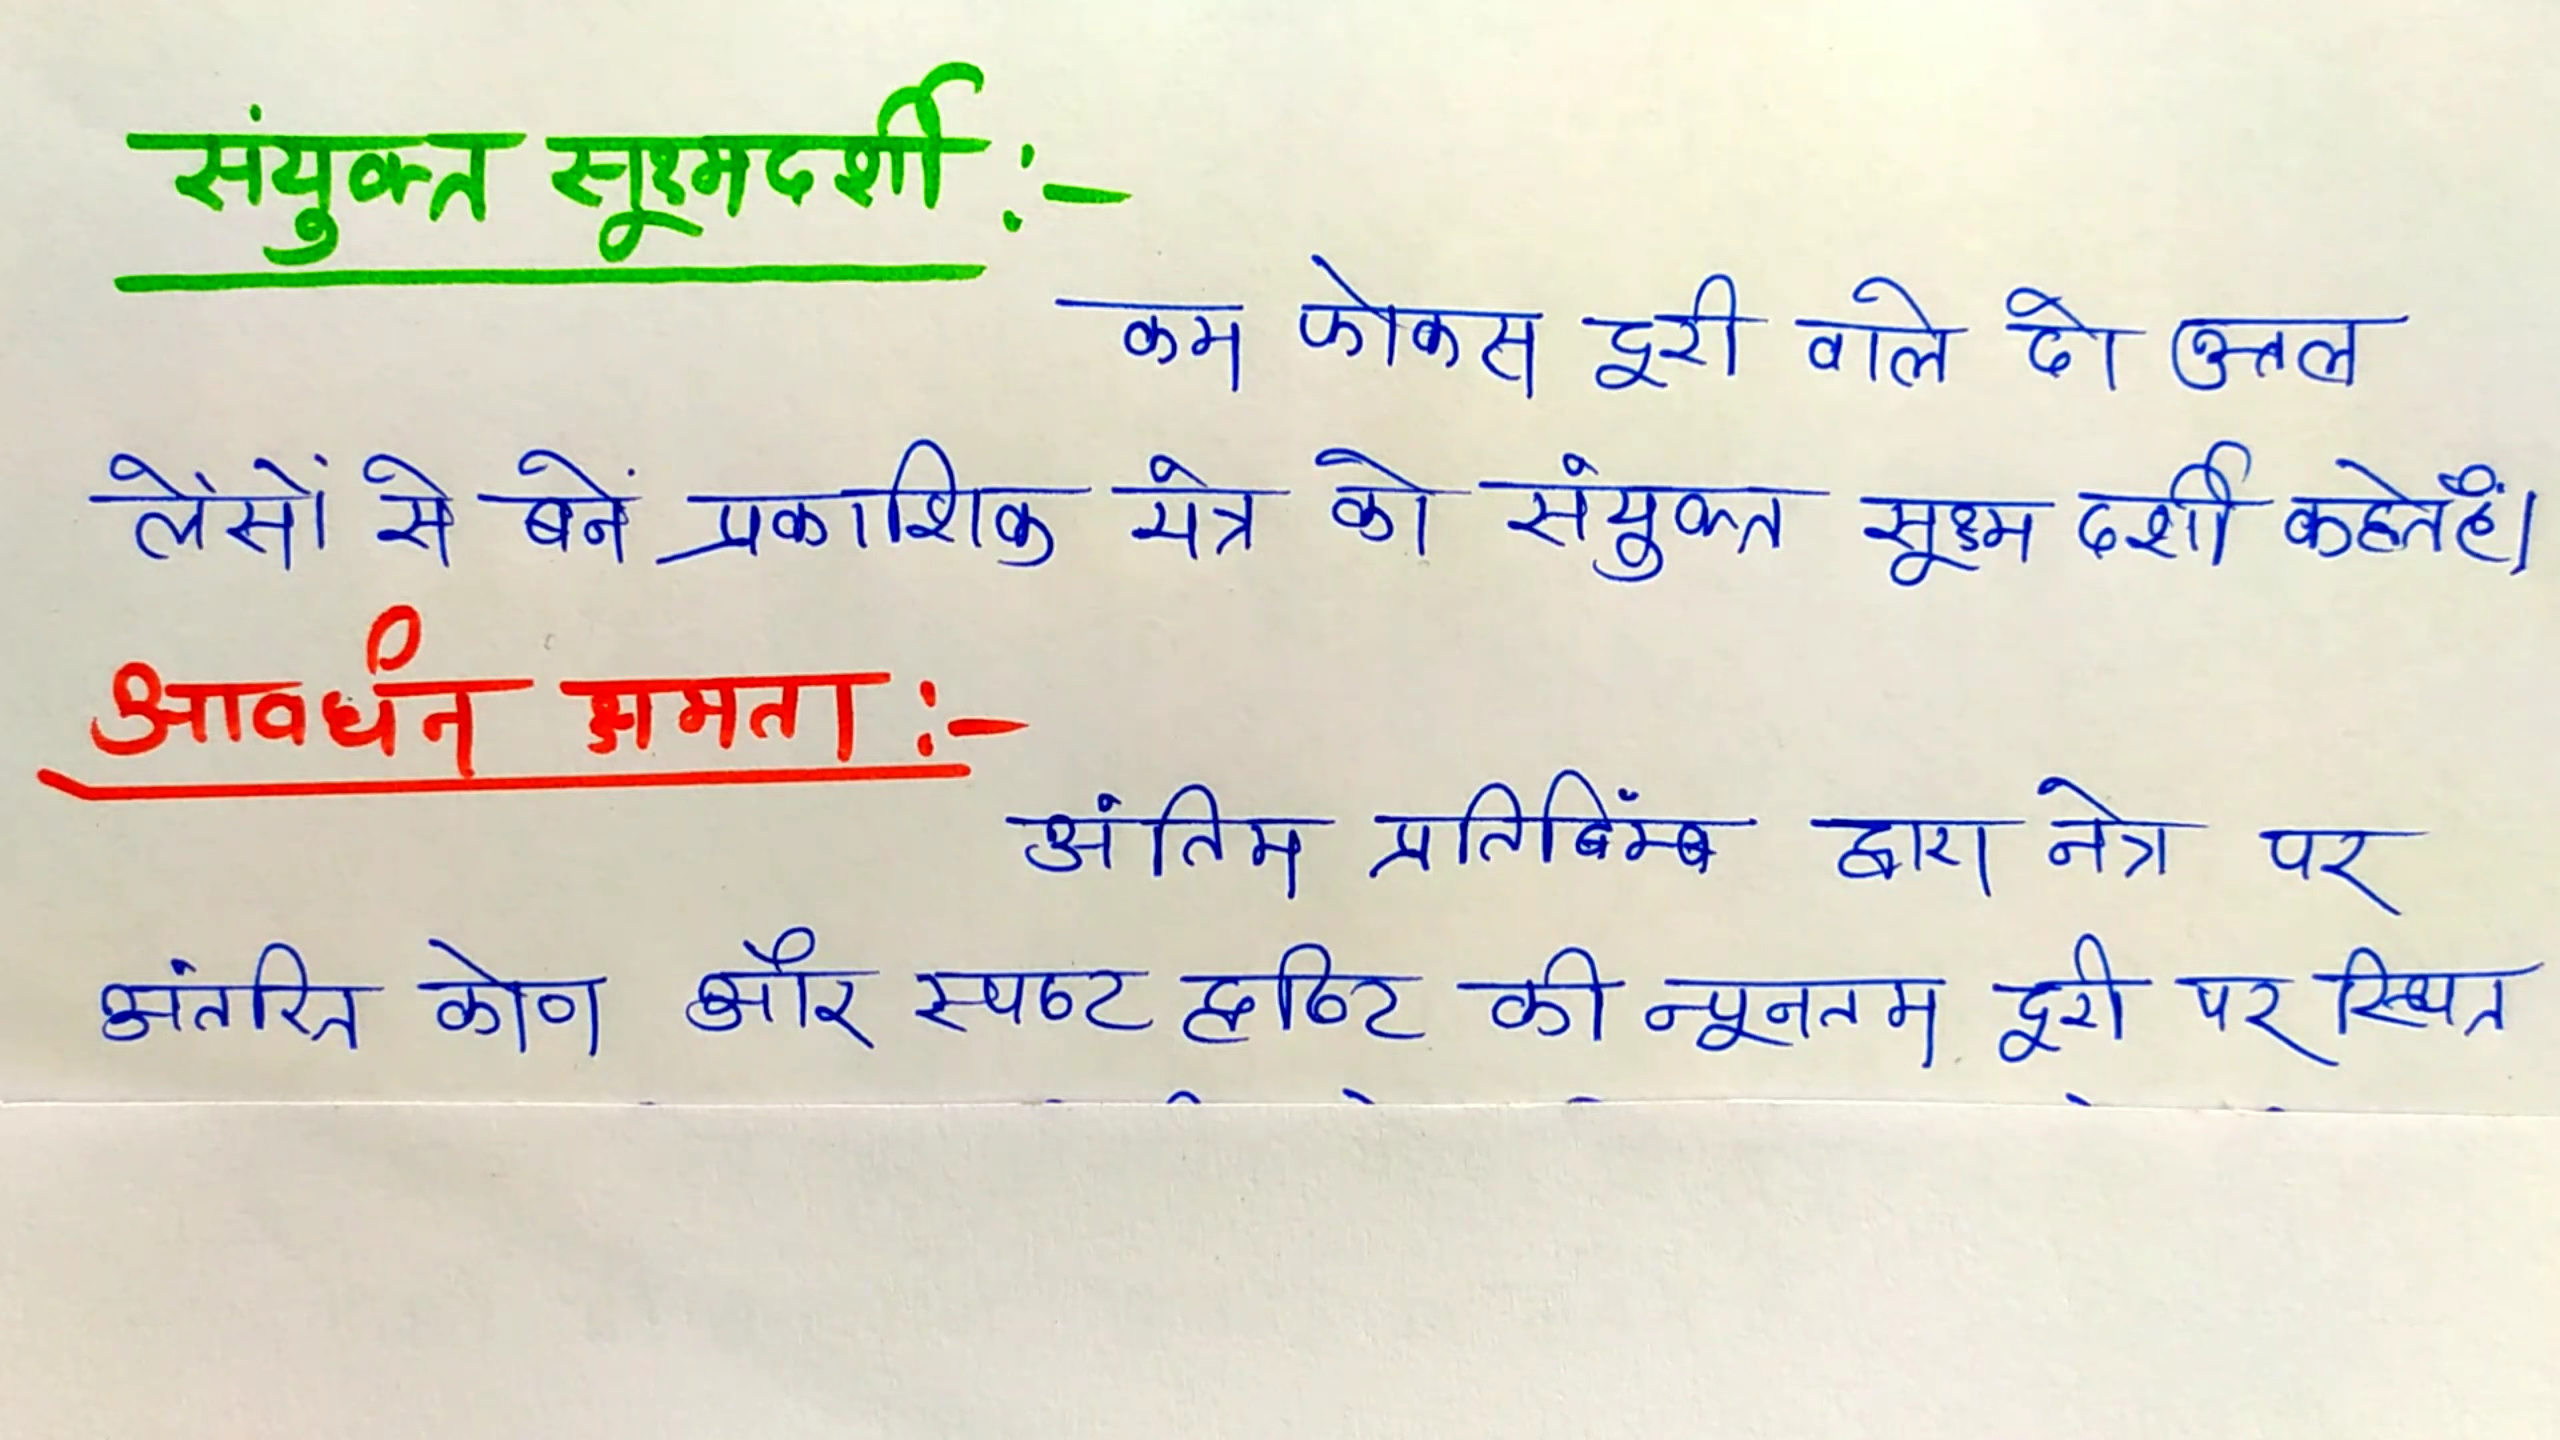 संयुक्त सूक्ष्मदर्शी :-
कम फोकस दूरी वाले दो उत्तल
लेंसों से बनें प्रकाशिक यंत्र को संयुक्त सूक्ष्म दर्शी कहतेहैं।
आवर्धन क्षमता :-
अंतिम प्रतिबिंम्ब द्वारा नेत्र पर
अंतरित कोण और स्पष्ट दृष्टि की न्यूनतम दूरी पर स्थित